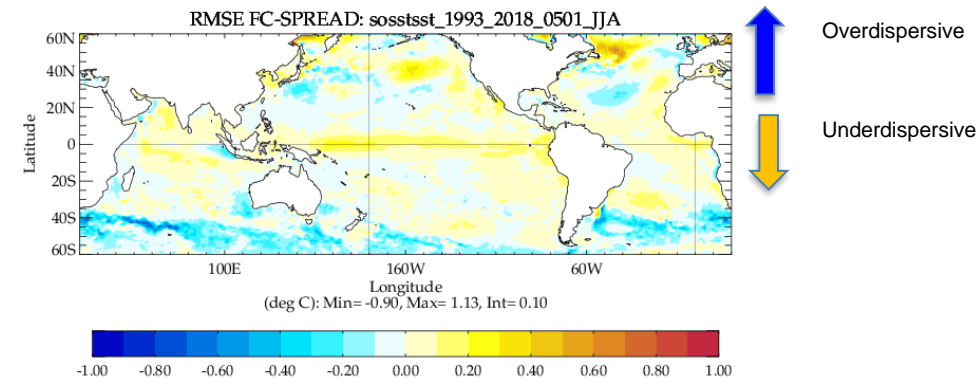 RMSE FC-SPREAD: sosstsst_1993_2018_0501_JJA
Overdispersive
Underdispersive
60N
40N
20N
0
20S
40S
60S
Latitude
100E 160W 60W
Longitude
(deg C): Min= -0.90, Max= 1.13, Int= 0.10
-1.00 -0.80 -0.60 -0.40 -0.20 0.00 0.20 0.40 0.60 0.80 1.00